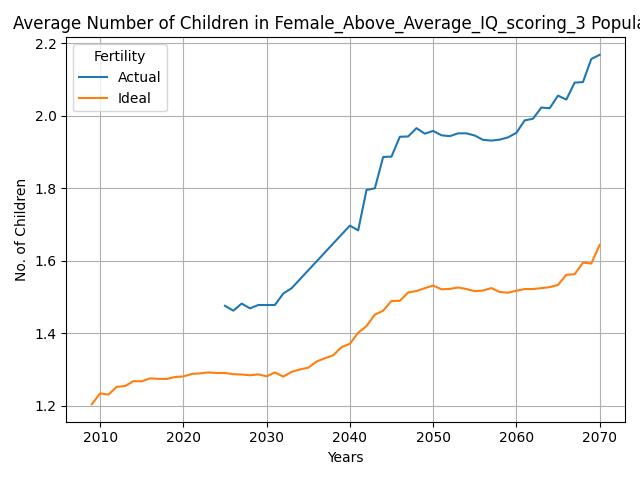 Average Number of Children in Female_Above_Average_IQ_scoring_3
Fertility
Actual
Ideal
No. of Children
2.2
2.0
1.8
1.6
1.4
1.2
2010 2020 2030 2040 2050 2060 2070
Years